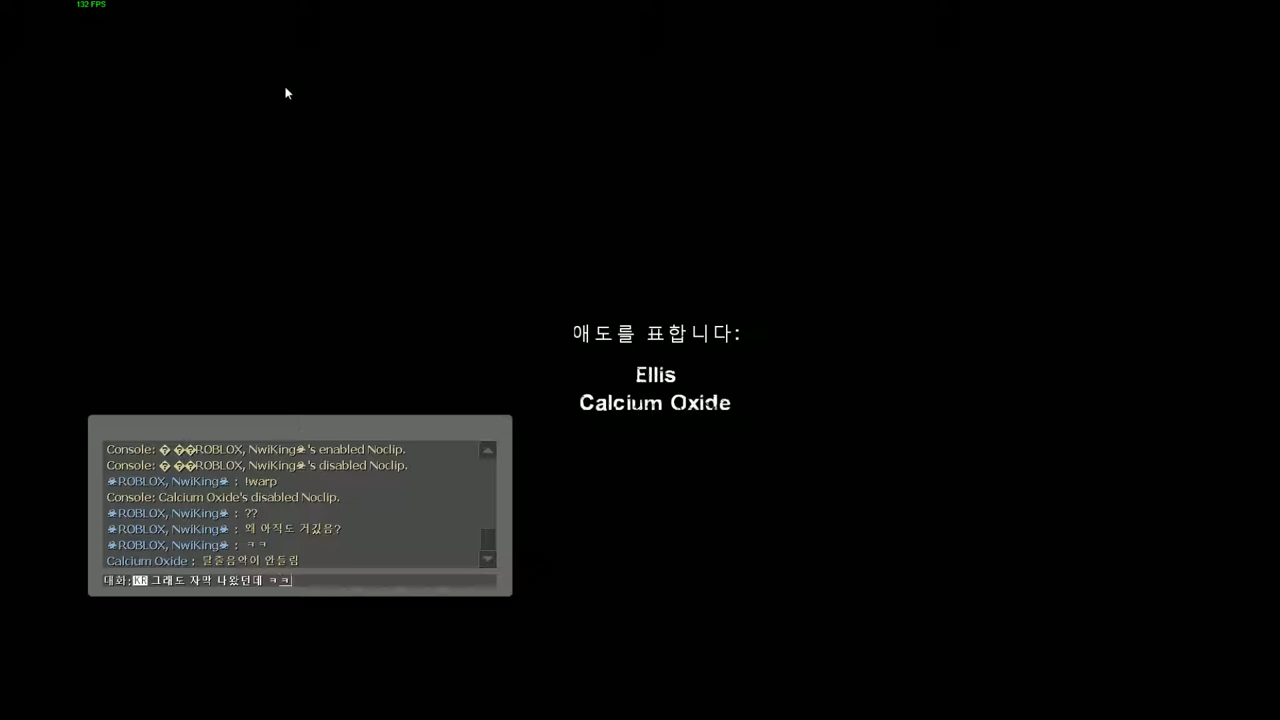 132 FPS
애도를 표합니다:
Ellis
Calcium Oxide
Console: � ��ROBLOX, NwiKing☠'s enabled Noclip.
Console: � ��ROBLOX, NwiKing☠'s disabled Noclip.
☠ROBLOX, NwiKing☠ : !warp
Console: Calcium Oxide's disabled Noclip.
☠ROBLOX, NwiKing☠ : ??
☠ROBLOX, NwiKing☠ : 왜 아직도 거깄음?
☠ROBLOX, NwiKing☠ : ㅋㅋ
Calcium Oxide : 탈출음악이 안들림
대화: KR 그래도 자막 나왔던데 ㅋㅋ